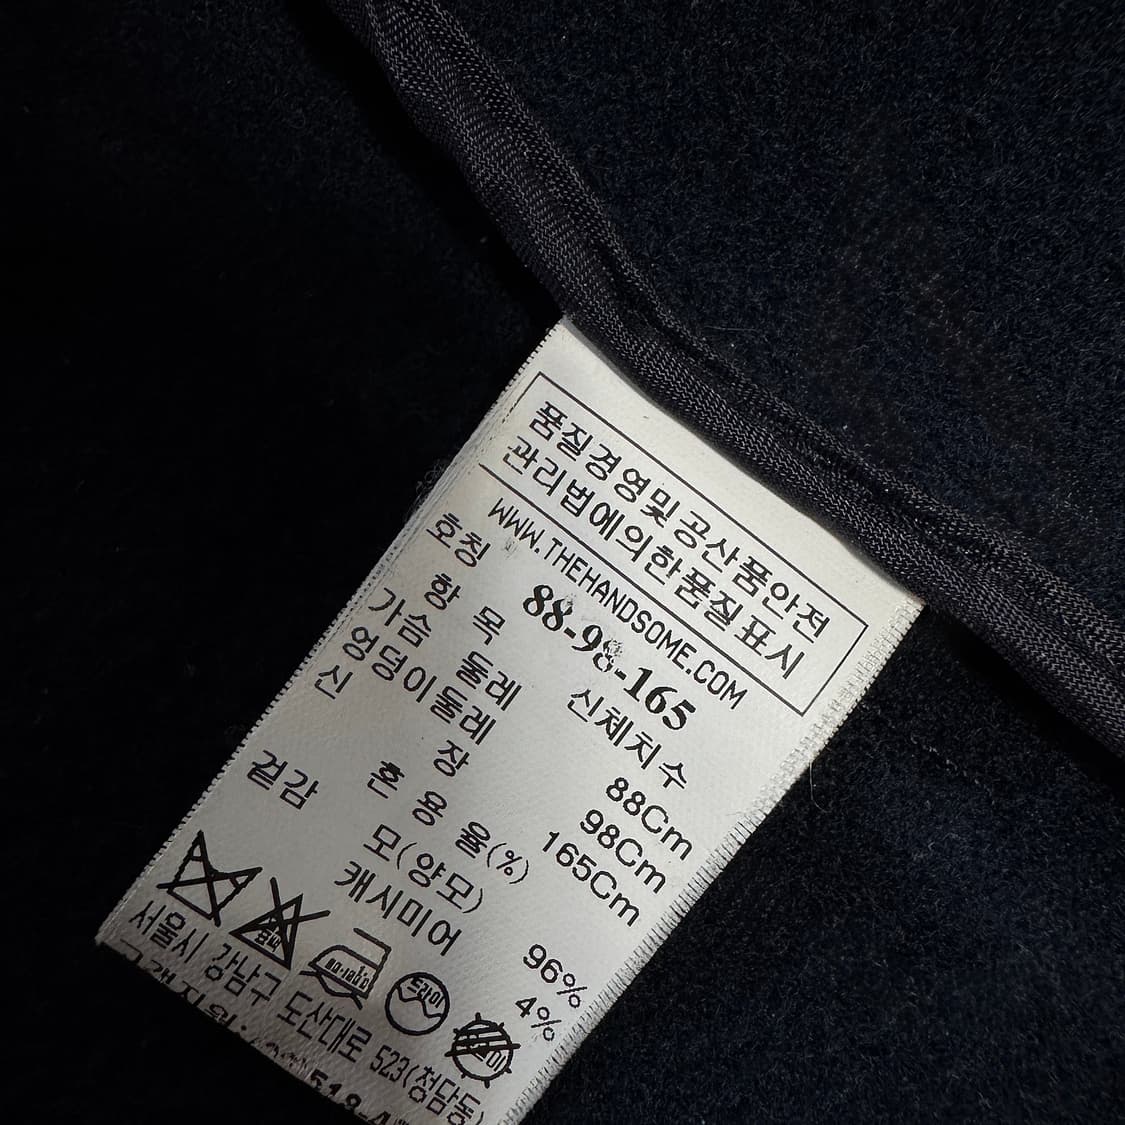 품질경영및공산품안전
관리법에의한품질표시
WWW.THEHANDSOME.COM
호칭 88-98-165
항 목 신체치수
가슴 둘레 88Cm
엉덩이둘레 98Cm
신 장 165Cm
혼 용 율(%)
겉감 모(양모) 96%
캐시미어 4%
드라이
서울시 강남구 도산대로 523(청담동)